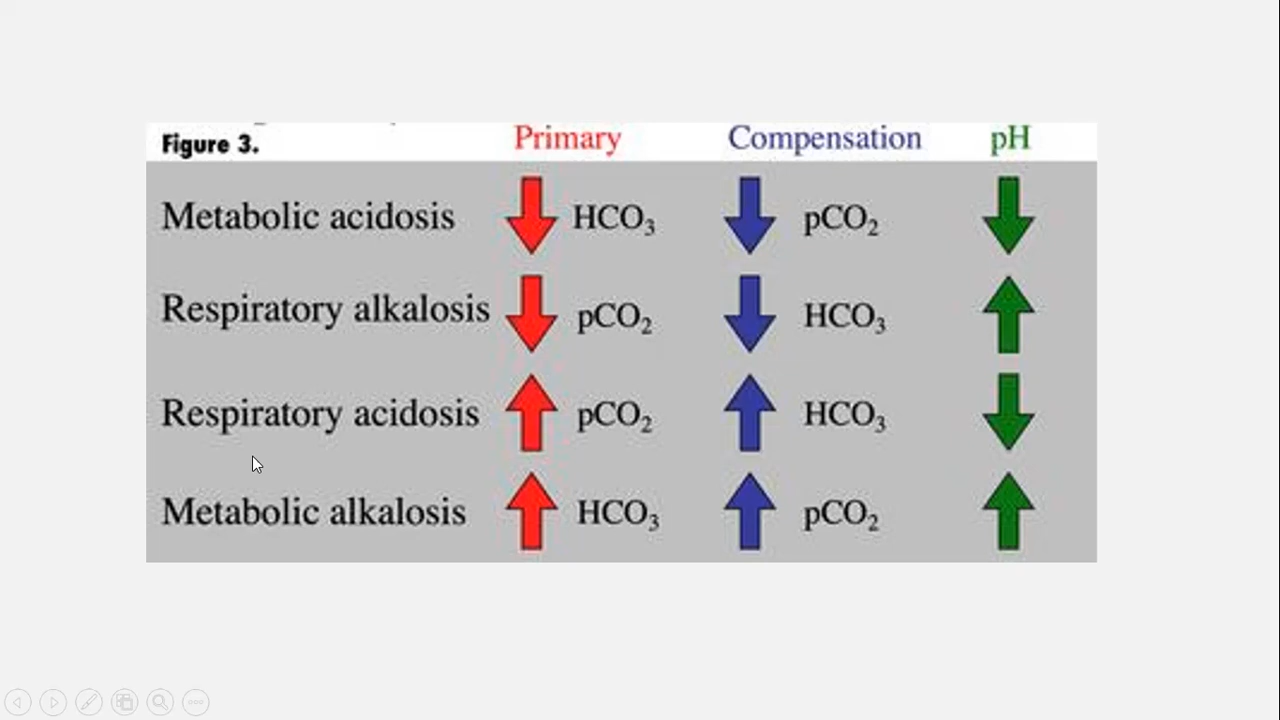 Figure 3. Primary Compensation pH
Metabolic acidosis HCO₃ pCO₂
Respiratory alkalosis pCO₂ HCO₃
Respiratory acidosis pCO₂ HCO₃
Metabolic alkalosis HCO₃ pCO₂